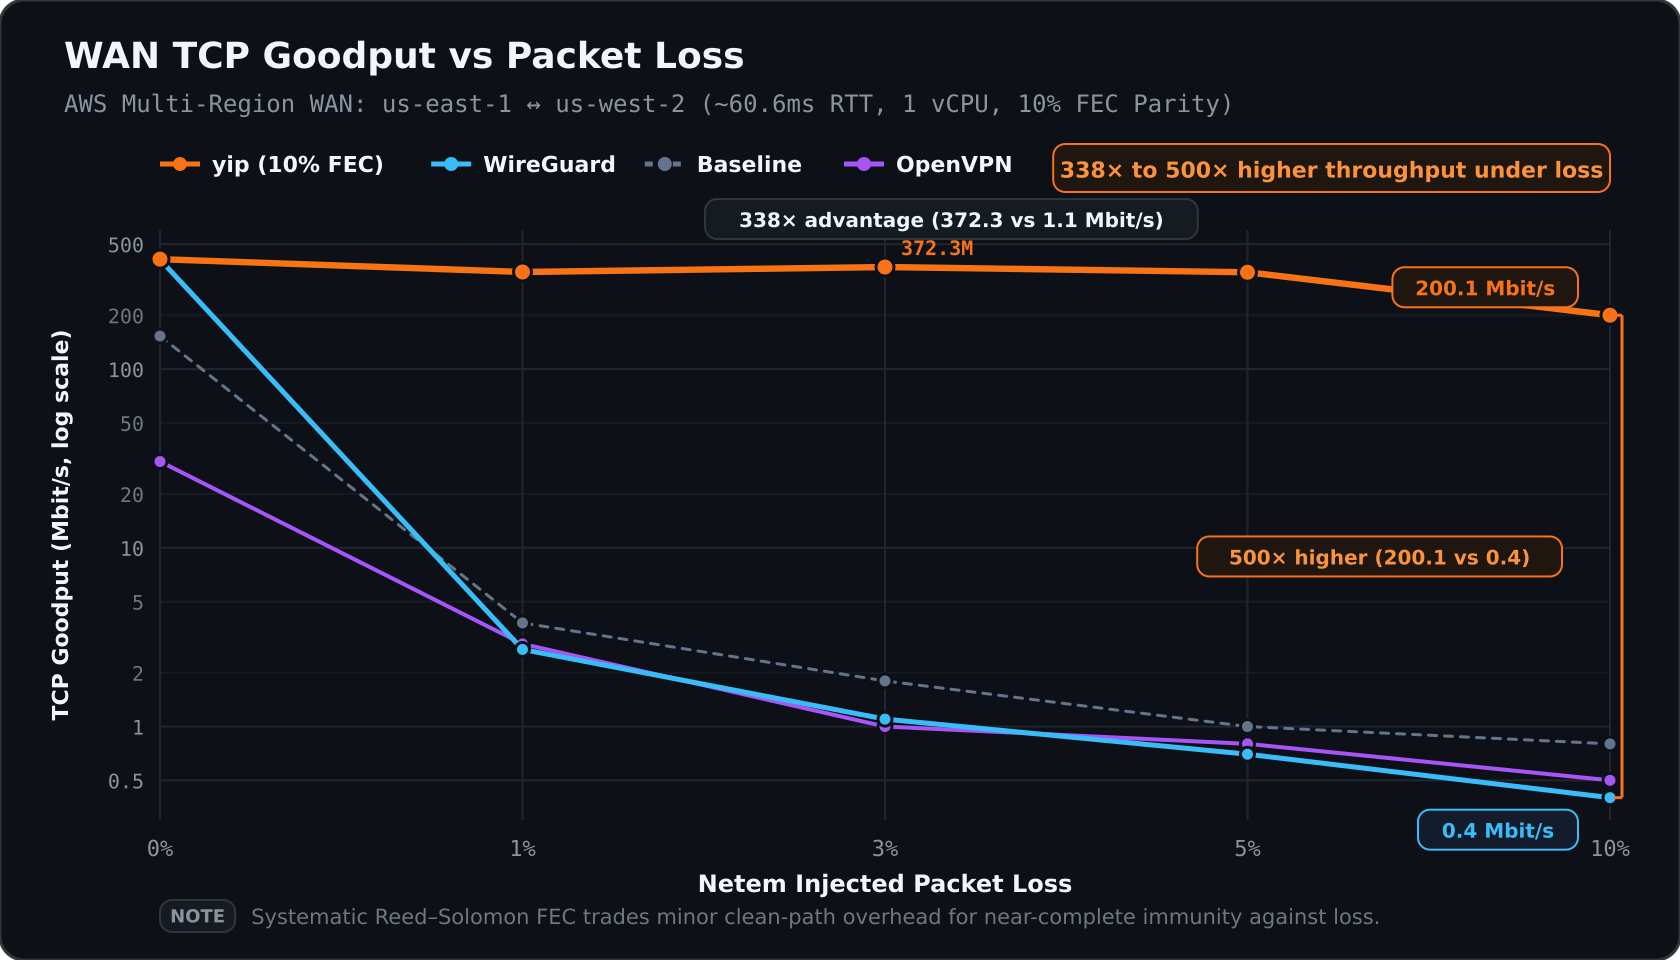 WAN TCP Goodput vs Packet Loss
AWS Multi-Region WAN: us-east-1 ↔ us-west-2 (~60.6ms RTT, 1 vCPU, 10% FEC Parity)
yip (10% FEC)
WireGuard
Baseline
OpenVPN
338× to 500× higher throughput under loss
338× advantage (372.3 vs 1.1 Mbit/s)
372.3M
200.1 Mbit/s
500× higher (200.1 vs 0.4)
0.4 Mbit/s
TCP Goodput (Mbit/s, log scale)
500
200
100
50
20
10
5
2
1
0.5
0%
1%
3%
5%
10%
Netem Injected Packet Loss
NOTE
Systematic Reed–Solomon FEC trades minor clean-path overhead for near-complete immunity against loss.